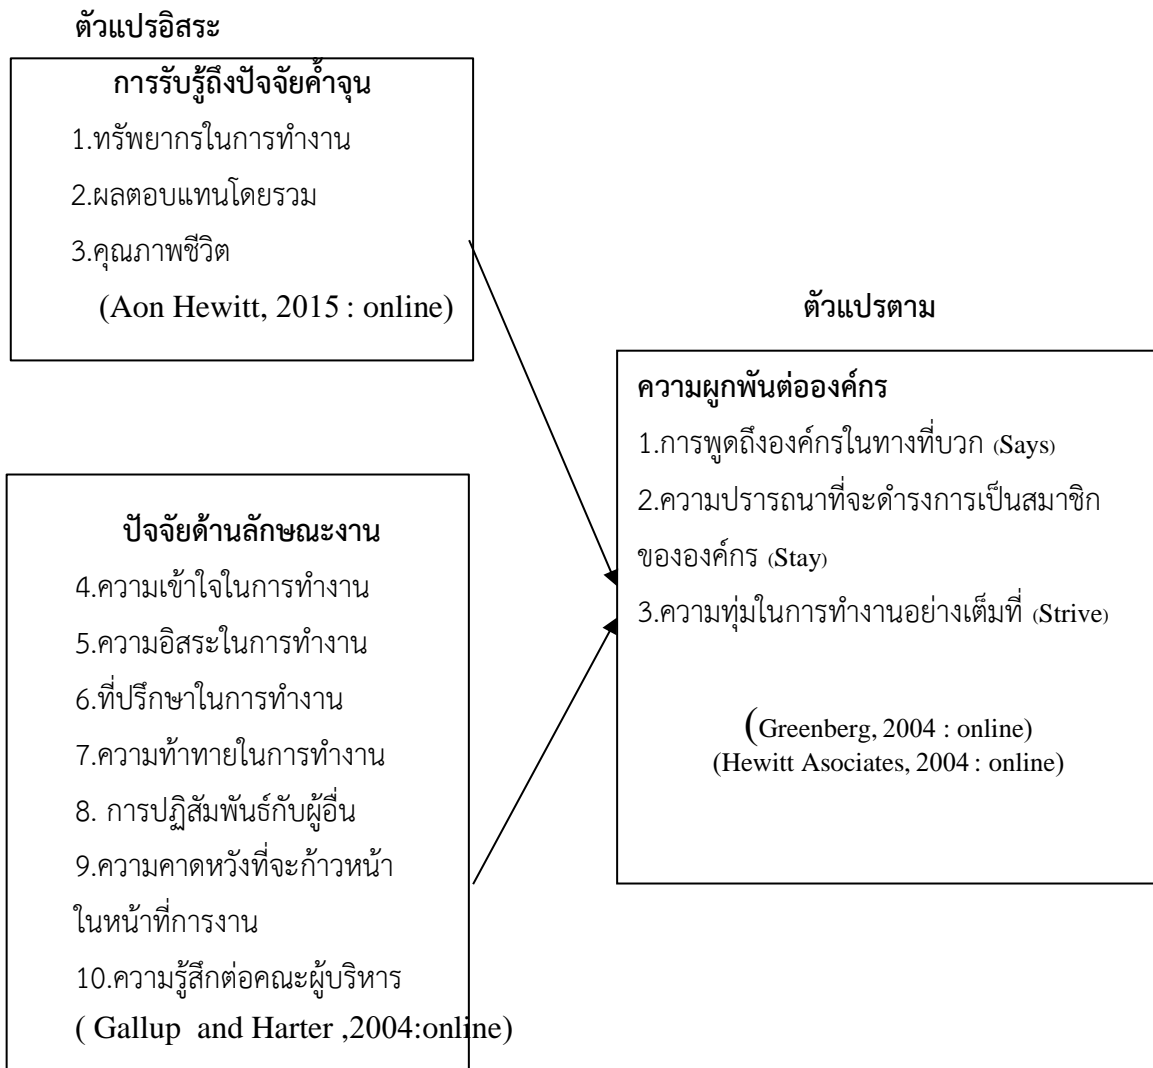 ตัวแปรอิสระ
การรับรู้ถึงปัจจัยค้ำจุน
1.ทรัพยากรในการทำงาน
2.ผลตอบแทนโดยรวม
3.คุณภาพชีวิต
(Aon Hewitt, 2015 : online)
ปัจจัยด้านลักษณะงาน
4.ความเข้าใจในการทำงาน
5.ความอิสระในการทำงาน
6.ที่ปรึกษาในการทำงาน
7.ความท้าทายในการทำงาน
8. การปฏิสัมพันธ์กับผู้อื่น
9.ความคาดหวังที่จะก้าวหน้า
ในหน้าที่การงาน
10.ความรู้สึกต่อคณะผู้บริหาร
( Gallup and Harter ,2004:online)
ตัวแปรตาม
ความผูกพันต่อองค์กร
1.การพูดถึงองค์กรในทางที่บวก (Says)
2.ความปรารถนาที่จะดำรงการเป็นสมาชิก
ขององค์กร (Stay)
3.ความทุ่มในการทำงานอย่างเต็มที่ (Strive)
(Greenberg, 2004 : online)
(Hewitt Asociates, 2004 : online)